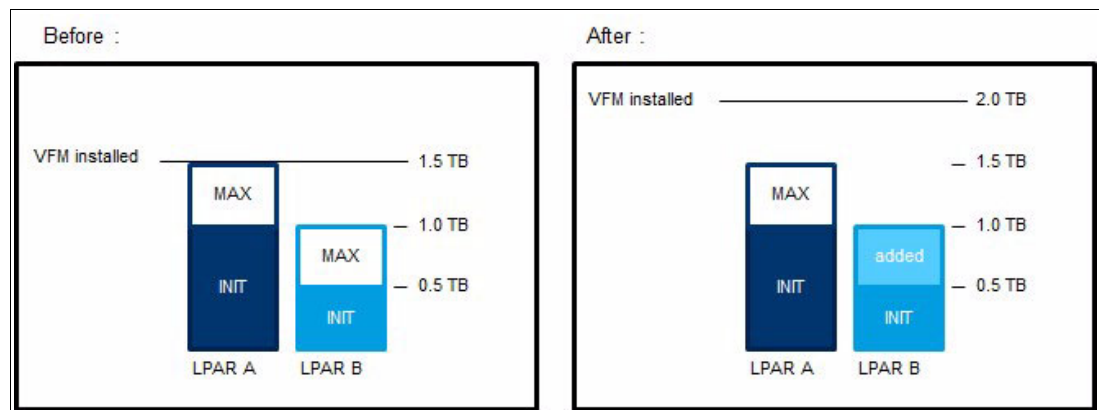 Before :
VFM installed
1.5 TB
MAX
1.0 TB
MAX
INIT
0.5 TB
INIT
LPAR A
LPAR B
After :
VFM installed
2.0 TB
1.5 TB
MAX
1.0 TB
added
INIT
0.5 TB
INIT
LPAR A
LPAR B